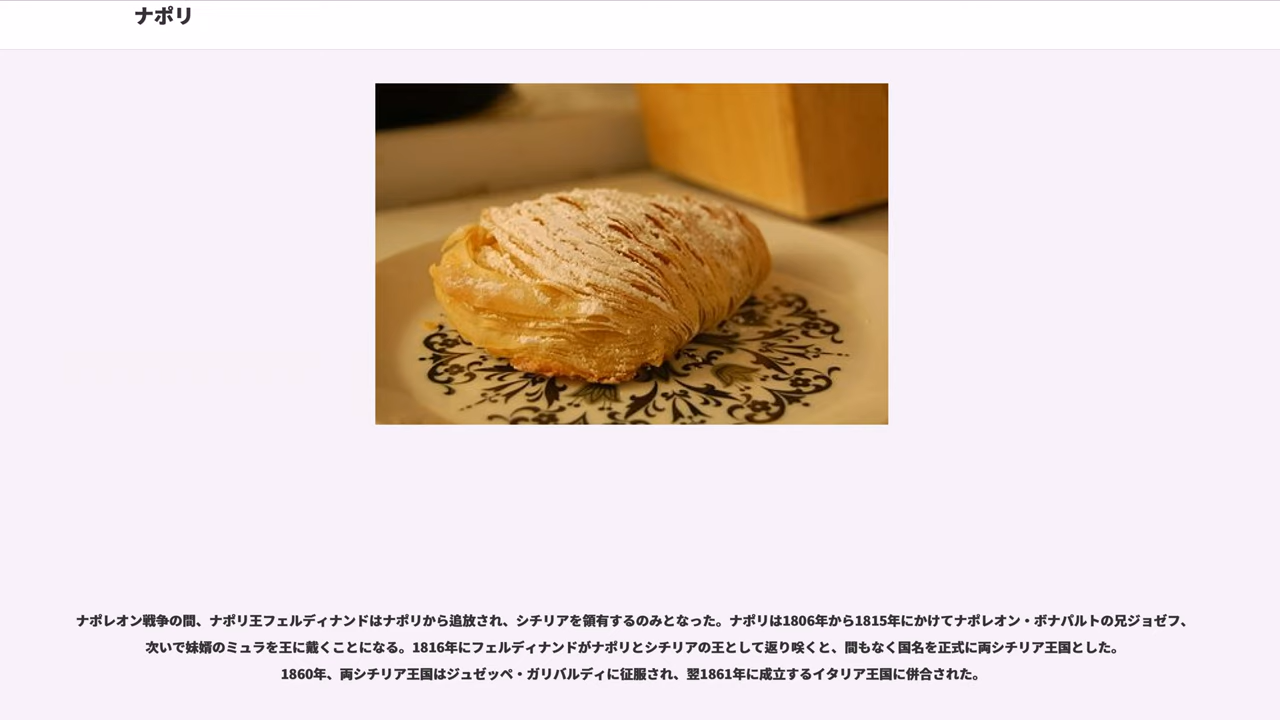 ナポリ
ナポレオン戦争の間、ナポリ王フェルディナンドはナポリから追放され、シチリアを領有するのみとなった。ナポリは1806年から1815年にかけてナポレオン・ボナパルトの兄ジョゼフ、
次いで妹婿のミュラを王に戴くことになる。1816年にフェルディナンドがナポリとシチリアの王として返り咲くと、間もなく国名を正式に両シチリア王国とした。
1860年、両シチリア王国はジュゼッペ・ガリバルディに征服され、翌1861年に成立するイタリア王国に併合された。